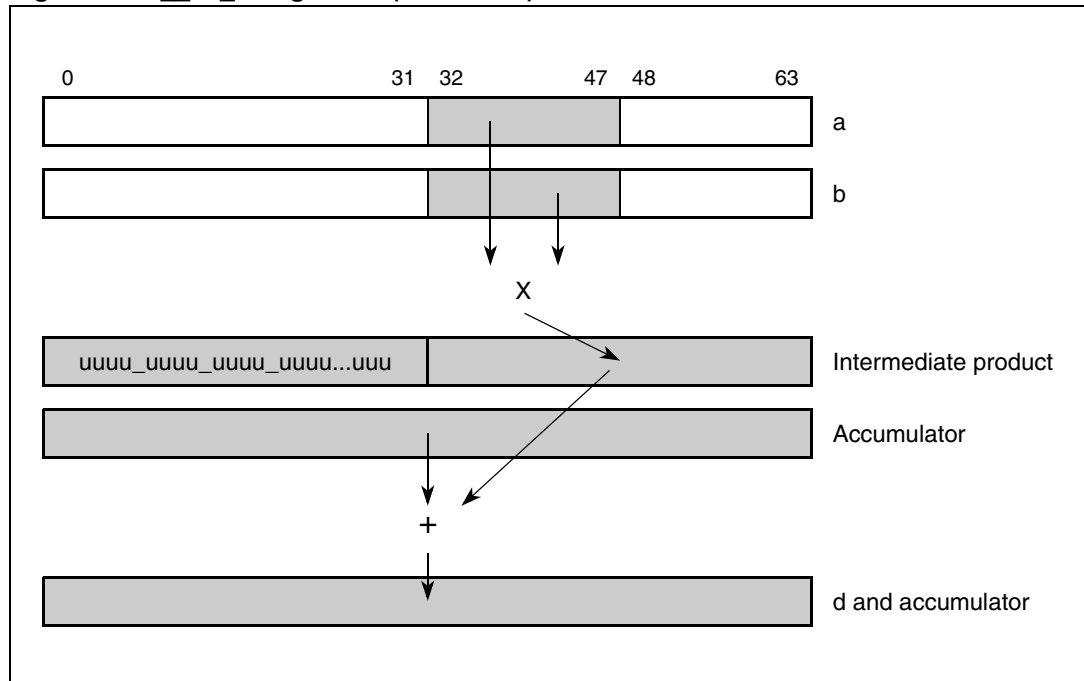 0 31 32 47 48 63
a
b
X
uuuu_uuuu_uuuu_uuuu...uuu Intermediate product
Accumulator
+
d and accumulator